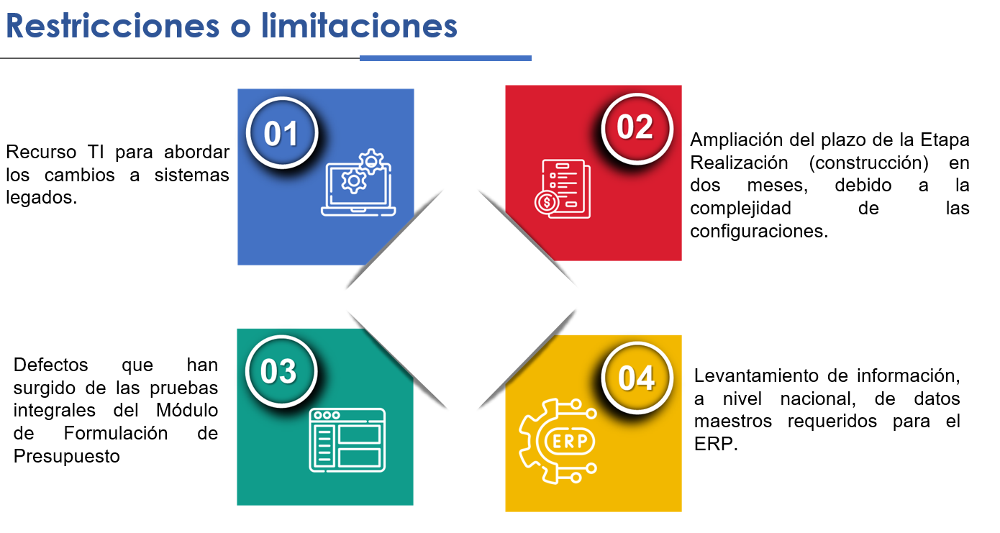 Restricciones o limitaciones
01
Recurso TI para abordar
los cambios a sistemas
legados.
02
Ampliación del plazo de la Etapa
Realización (construcción) en
dos meses, debido a la
complejidad de las
configuraciones.
$
03
Defectos que han
surgido de las pruebas
integrales del Módulo
de Formulación de
Presupuesto
04
ERP
Levantamiento de información,
a nivel nacional, de datos
maestros requeridos para el
ERP.